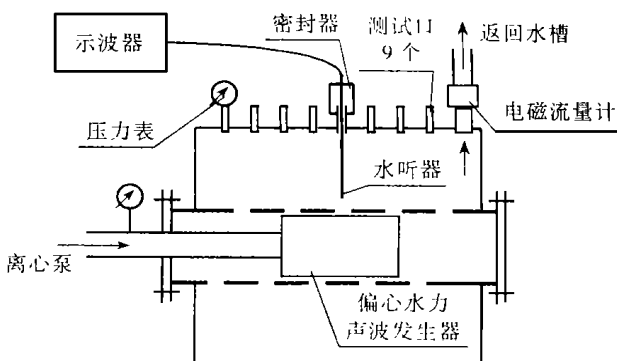 示波器
密封器
测试口
9个
返回水槽
电磁流量计
压力表
水听器
离心泵
偏心水力
声波发生器